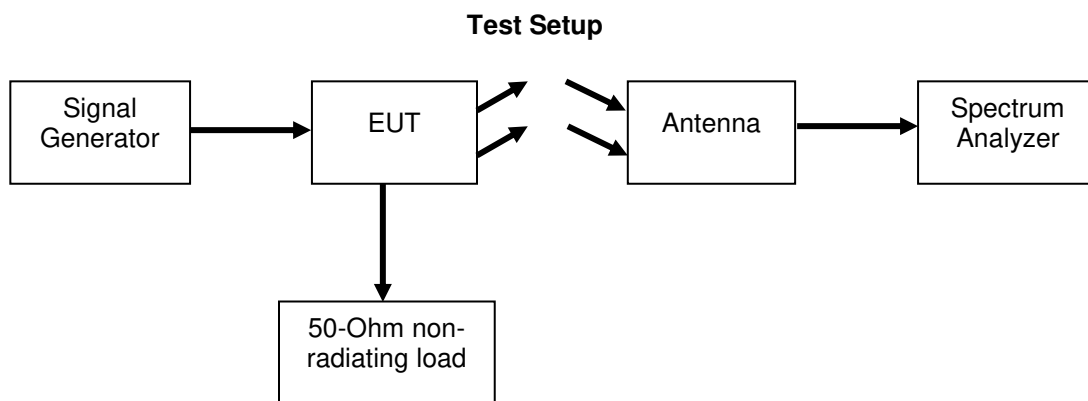 Test Setup
Signal
Generator
EUT
Antenna
Spectrum
Analyzer
50-Ohm non-
radiating load